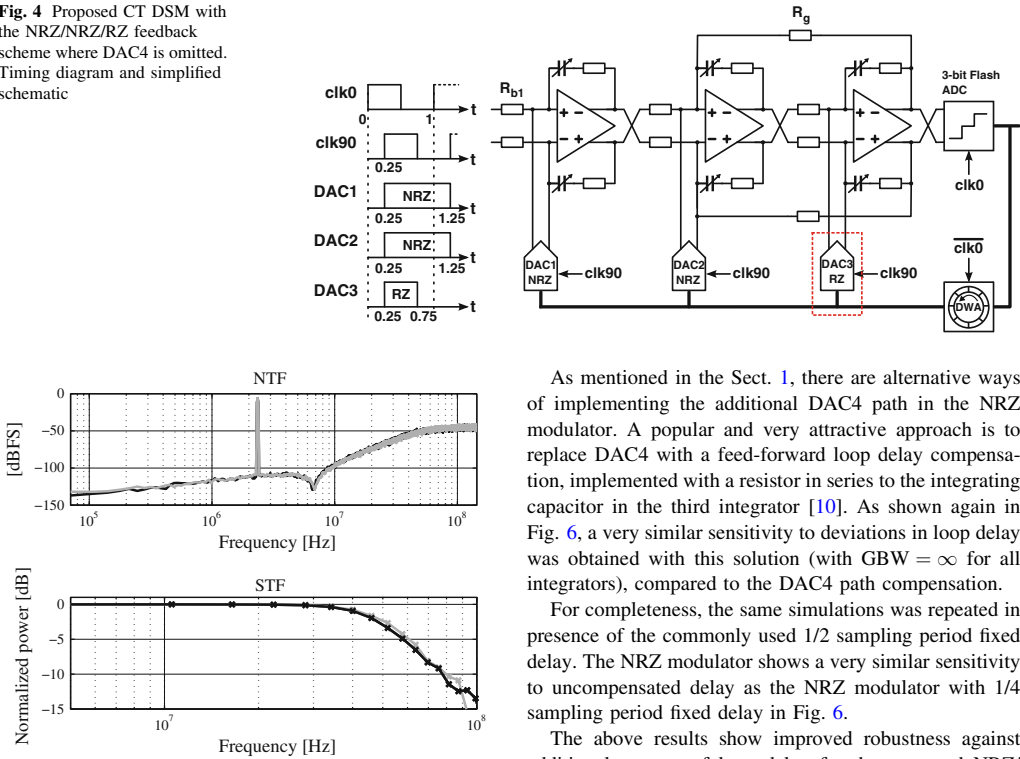 Fig. 4 Proposed CT DSM with
the NRZ/NRZ/RZ feedback
scheme where DAC4 is omitted.
Timing diagram and simplified
schematic
clk0
0
1
t
clk90
0.25
t
DAC1
NRZ
0.25
1.25
t
DAC2
NRZ
0.25
1.25
t
DAC3
RZ
0.25 0.75
t
Rg
Rb1
3-bit Flash
ADC
clk0
clk0
DWA
DAC1
NRZ
clk90
DAC2
NRZ
clk90
DAC3
RZ
clk90
NTF
[dBFS]
0
−50
−100
−150
10^5
10^6
10^7
10^8
Frequency [Hz]
STF
Normalized power [dB]
0
−5
−10
−15
10^7
10^8
Frequency [Hz]
As mentioned in the Sect. 1, there are alternative ways
of implementing the additional DAC4 path in the NRZ
modulator. A popular and very attractive approach is to
replace DAC4 with a feed-forward loop delay compensa-
tion, implemented with a resistor in series to the integrating
capacitor in the third integrator [10]. As shown again in
Fig. 6, a very similar sensitivity to deviations in loop delay
was obtained with this solution (with GBW = ∞ for all
integrators), compared to the DAC4 path compensation.
For completeness, the same simulations was repeated in
presence of the commonly used 1/2 sampling period fixed
delay. The NRZ modulator shows a very similar sensitivity
to uncompensated delay as the NRZ modulator with 1/4
sampling period fixed delay in Fig. 6.
The above results show improved robustness against